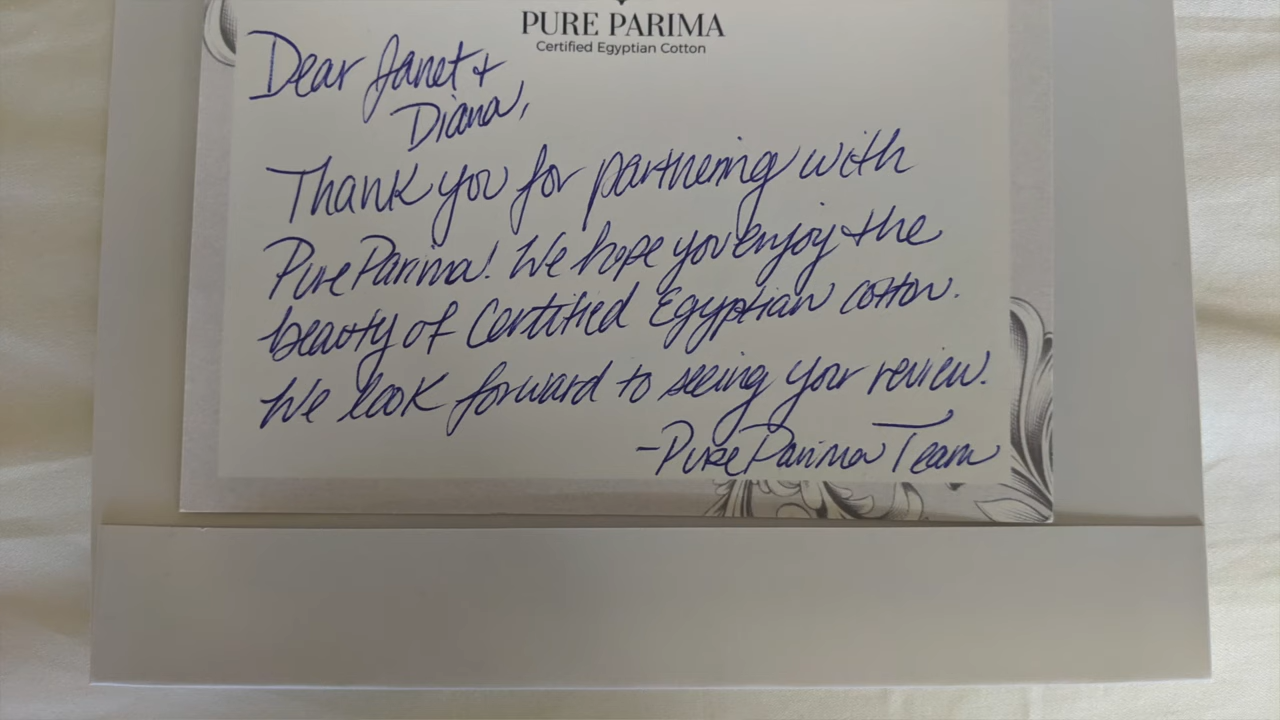 PURE PARIMA
Certified Egyptian Cotton
Dear Janet +
Diana,
Thank you for partnering with
Pure Parima! We hope you enjoy the
beauty of Certified Egyptian cotton.
We look forward to seeing your review.
-Pure Parima Team